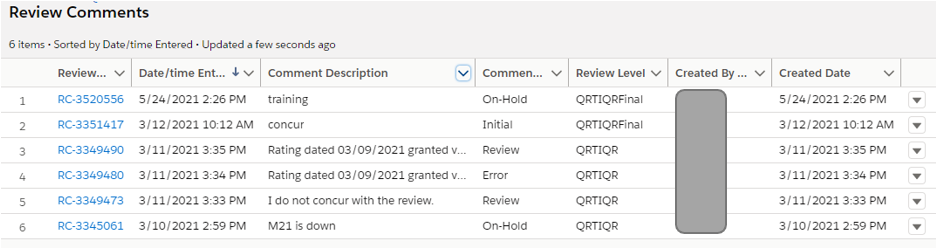 Review Comments
6 items • Sorted by Date/time Entered • Updated a few seconds ago
Review... Date/time Ent... Comment Description Commen... Review Level Created By ... Created Date
1 RC-3520556 5/24/2021 2:26 PM training On-Hold QRTIQRFinal 5/24/2021 2:26 PM
2 RC-3351417 3/12/2021 10:12 AM concur Initial QRTIQRFinal 3/12/2021 10:12 AM
3 RC-3349490 3/11/2021 3:35 PM Rating dated 03/09/2021 granted v... Review QRTIQR 3/11/2021 3:35 PM
4 RC-3349480 3/11/2021 3:34 PM Rating dated 03/09/2021 granted v... Error QRTIQR 3/11/2021 3:34 PM
5 RC-3349473 3/11/2021 3:33 PM I do not concur with the review. Review QRTIQR 3/11/2021 3:33 PM
6 RC-3345061 3/10/2021 2:59 PM M21 is down On-Hold QRTIQR 3/10/2021 2:59 PM